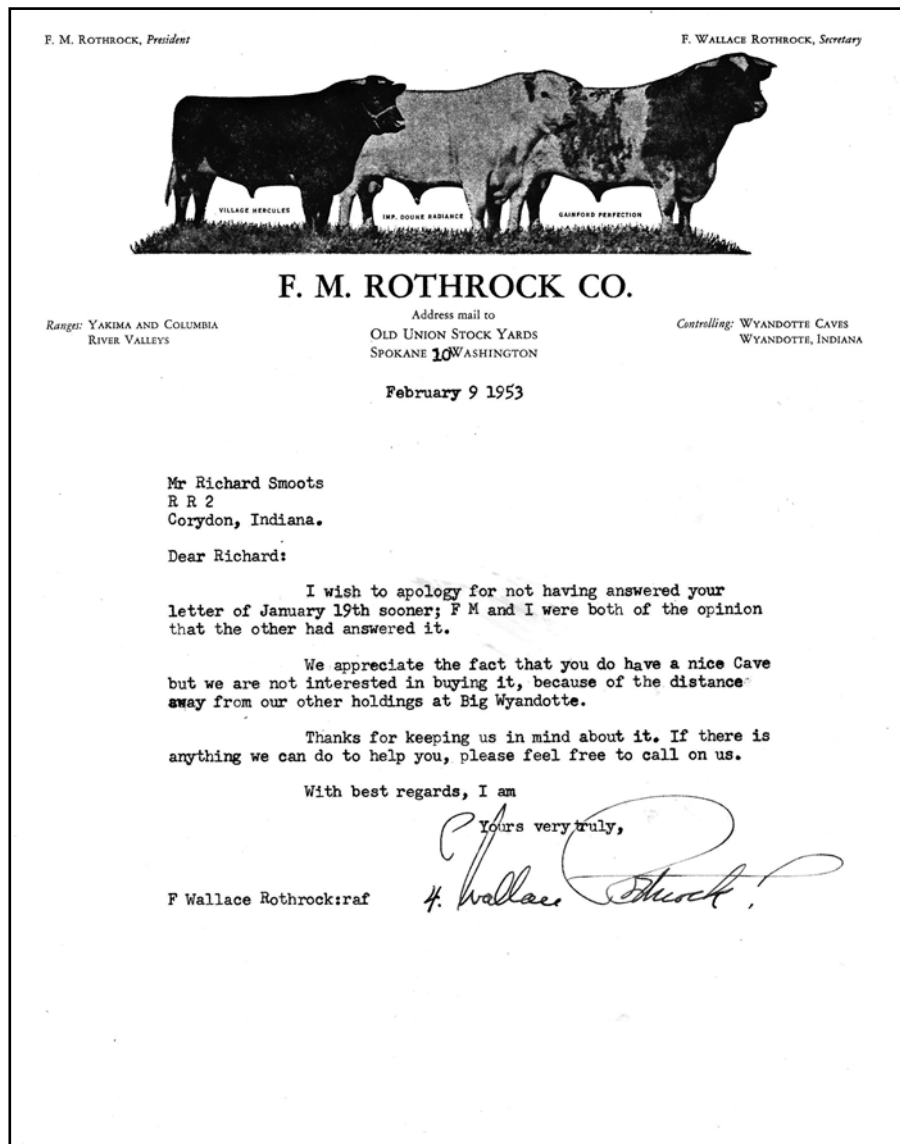 F. M. ROTHROCK, President
F. WALLACE ROTHROCK, Secretary
VILLAGE HERCULES
IMP. DOUNE RADIANCE
GAINFORD PERFECTION
F. M. ROTHROCK CO.
Address mail to
OLD UNION STOCK YARDS
SPOKANE 10 WASHINGTON
Ranges: YAKIMA AND COLUMBIA
RIVER VALLEYS
Controlling: WYANDOTTE CAVES
WYANDOTTE, INDIANA
February 9 1953
Mr Richard Smoots
R R 2
Corydon, Indiana.
Dear Richard:
I wish to apology for not having answered your
letter of January 19th sooner; F M and I were both of the opinion
that the other had answered it.
We appreciate the fact that you do have a nice Cave
but we are not interested in buying it, because of the distance
away from our other holdings at Big Wyandotte.
Thanks for keeping us in mind about it. If there is
anything we can do to help you, please feel free to call on us.
With best regards, I am
Yours very truly,
F. Wallace Rothrock
F Wallace Rothrock:raf